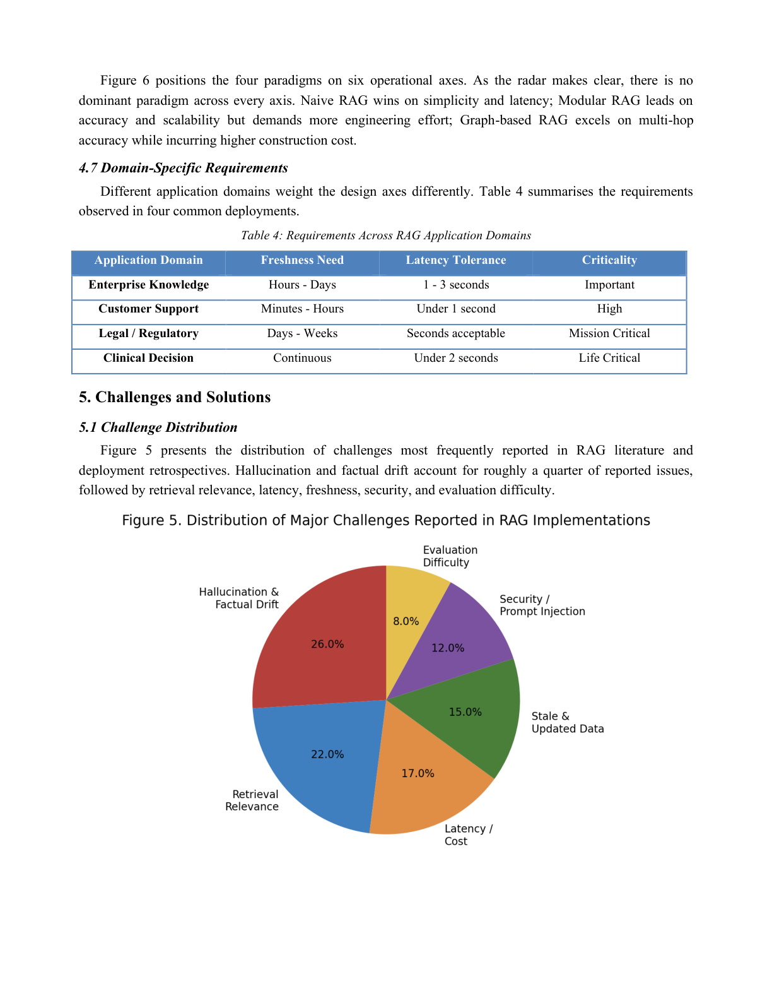 Figure 6 positions the four paradigms on six operational axes. As the radar makes clear, there is no
dominant paradigm across every axis. Naive RAG wins on simplicity and latency; Modular RAG leads on
accuracy and scalability but demands more engineering effort; Graph-based RAG excels on multi-hop
accuracy while incurring higher construction cost.
4.7 Domain-Specific Requirements
Different application domains weight the design axes differently. Table 4 summarises the requirements
observed in four common deployments.
Table 4: Requirements Across RAG Application Domains
Application Domain Freshness Need Latency Tolerance Criticality
Enterprise Knowledge Hours - Days 1 - 3 seconds Important
Customer Support Minutes - Hours Under 1 second High
Legal / Regulatory Days - Weeks Seconds acceptable Mission Critical
Clinical Decision Continuous Under 2 seconds Life Critical
5. Challenges and Solutions
5.1 Challenge Distribution
Figure 5 presents the distribution of challenges most frequently reported in RAG literature and
deployment retrospectives. Hallucination and factual drift account for roughly a quarter of reported issues,
followed by retrieval relevance, latency, freshness, security, and evaluation difficulty.
Figure 5. Distribution of Major Challenges Reported in RAG Implementations
Evaluation
Difficulty
Hallucination &
Factual Drift
Security /
Prompt Injection
8.0%
26.0%
12.0%
15.0%
Stale &
Updated Data
22.0%
17.0%
Retrieval
Relevance
Latency /
Cost